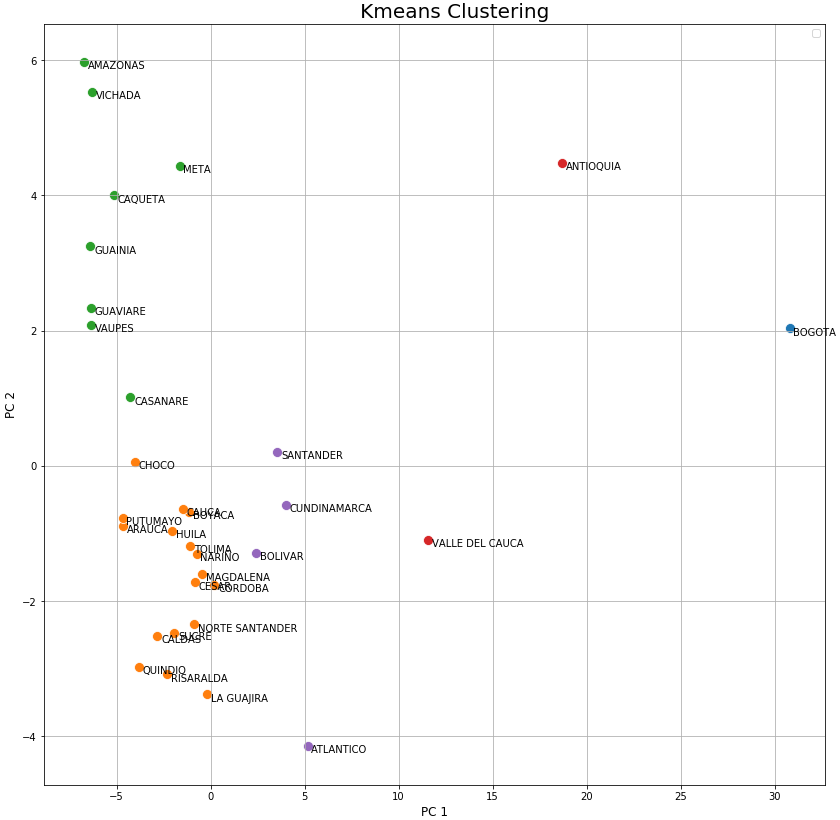 Kmeans Clustering
6
AMAZONAS
VICHADA
META
ANTIOQUIA
4
CAQUETA
GUAINIA
GUAVIARE
VAUPES
2
BOGOTA
CASANARE
PC 2
SANTANDER
0
CHOCO
CUNDINAMARCA
CAUCA
BOYACA
PUTUMAYO
ARAUCA
HUILA
VALLE DEL CAUCA
TOLIMA
NARINO
BOLIVAR
MAGDALENA
CESAR
CORDOBA
−2
NORTE SANTANDER
SUCRE
CALDAS
QUINDIO
RISARALDA
LA GUAJIRA
−4
ATLANTICO
−5 0 5 10 15 20 25 30
PC 1